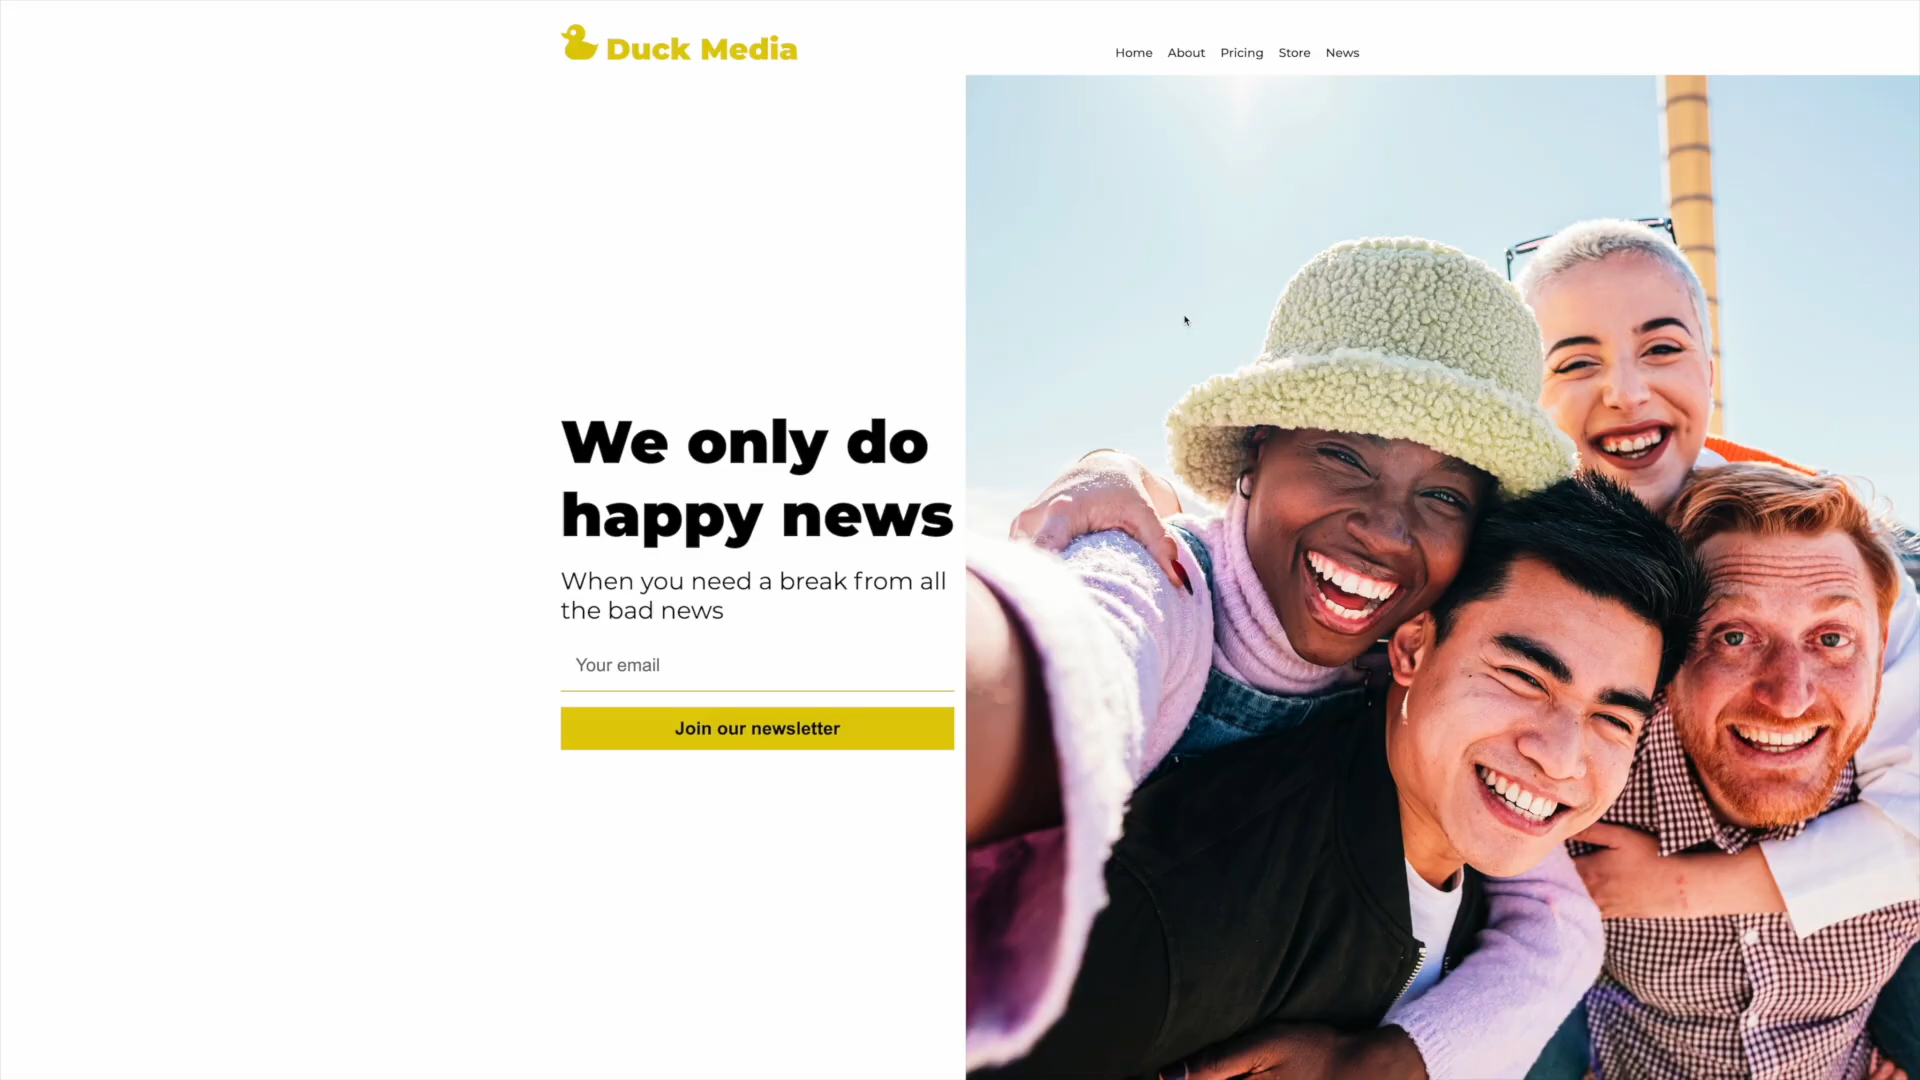 Duck Media
Home About Pricing Store News
We only do
happy news
When you need a break from all
the bad news
Your email
Join our newsletter